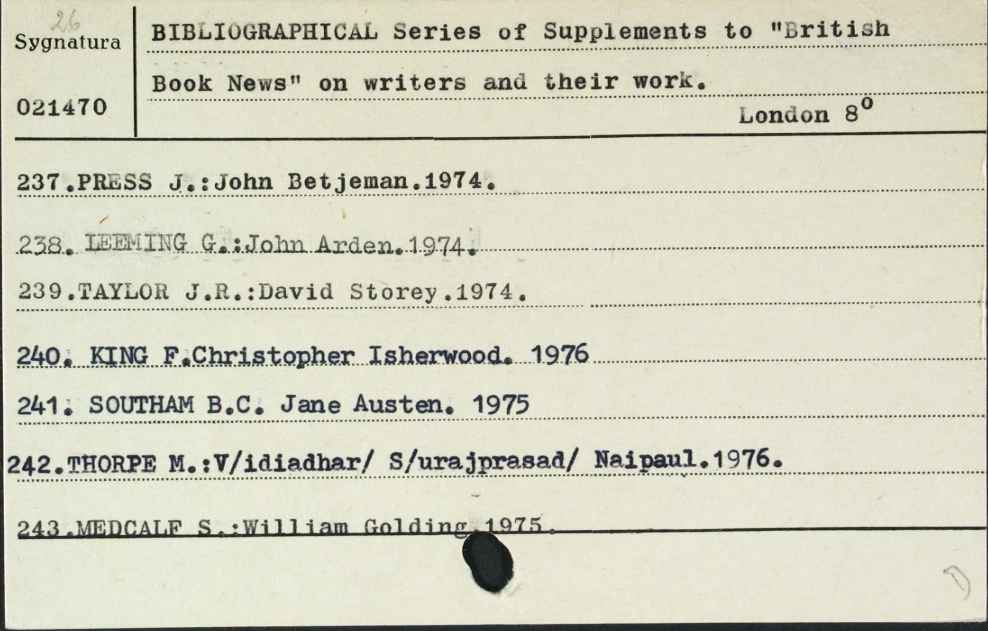 26
Sygnatura
021470
BIBLIOGRAPHICAL Series of Supplements to "British
Book News" on writers and their work.
London 8º
237.PRESS J.:John Betjeman.1974.
238. LEEMING G.:John Arden.1974.
239.TAYLOR J.R.:David Storey.1974.
240. KING F.Christopher Isherwood. 1976
241. SOUTHAM B.C. Jane Austen. 1975
242.THORPE M.:V/idiadhar/ S/urajprasad/ Naipaul.1976.
243.MEDCALF S.:William Golding.1975.
D